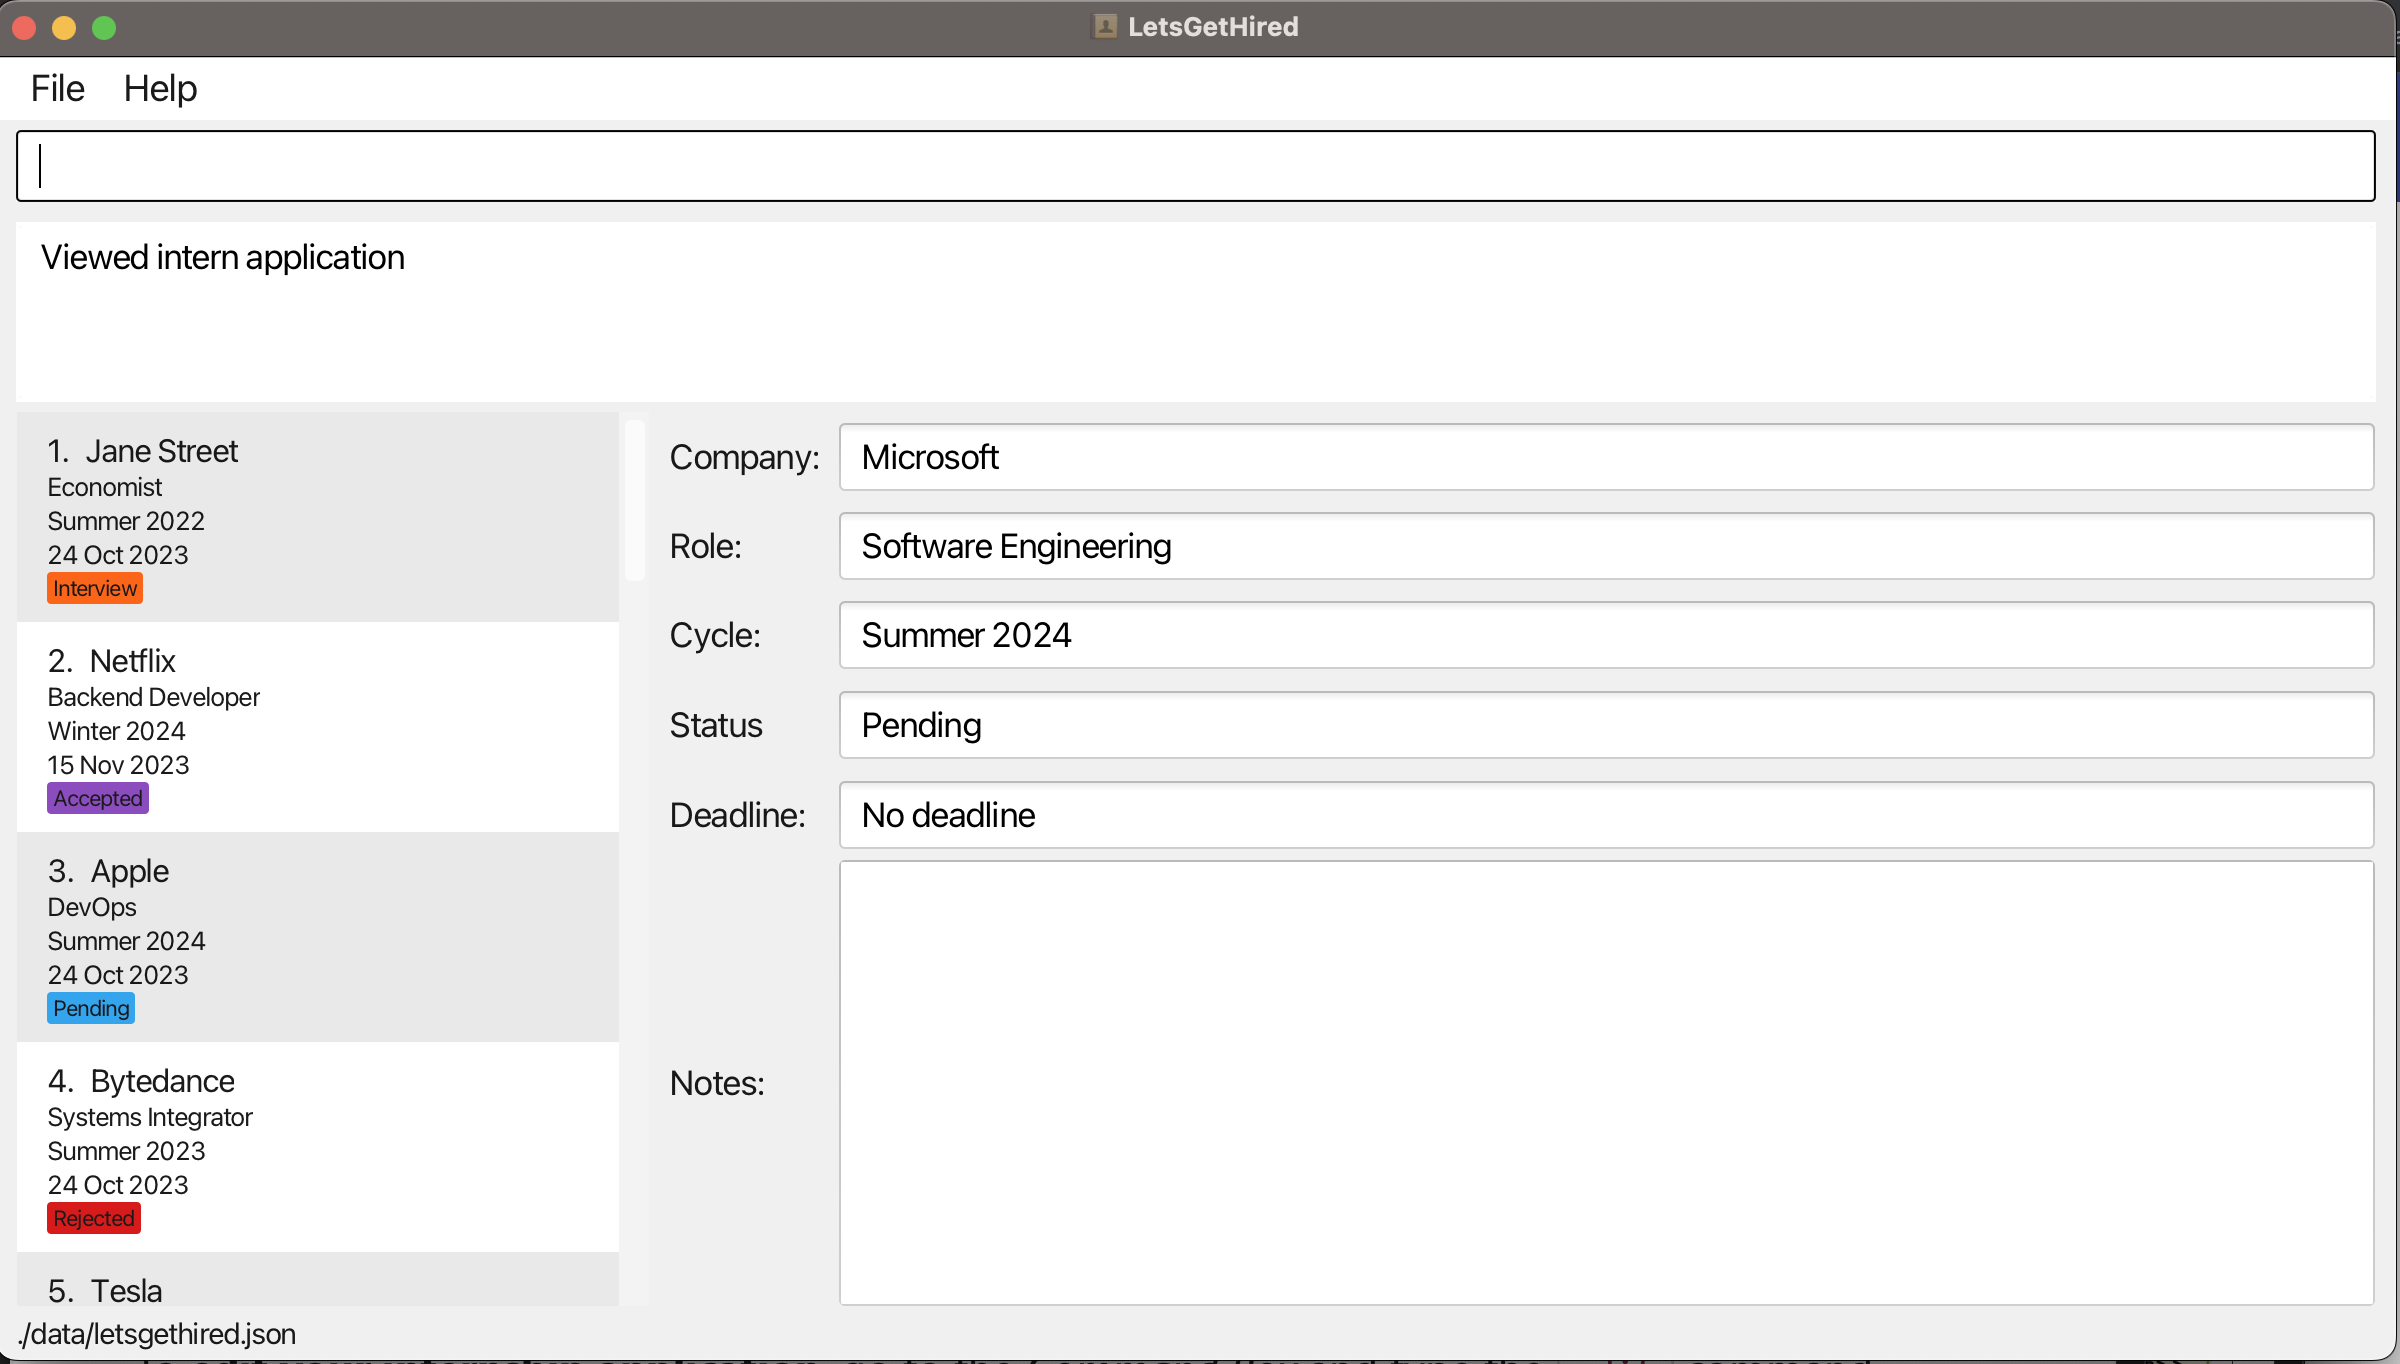 LetsGetHired
File Help
Viewed intern application
1. Jane Street
Economist
Summer 2022
24 Oct 2023
Interview
2. Netflix
Backend Developer
Winter 2024
15 Nov 2023
Accepted
3. Apple
DevOps
Summer 2024
24 Oct 2023
Pending
4. Bytedance
Systems Integrator
Summer 2023
24 Oct 2023
Rejected
5. Tesla
Company: Microsoft
Role: Software Engineering
Cycle: Summer 2024
Status Pending
Deadline: No deadline
Notes:
./data/letsgethired.json